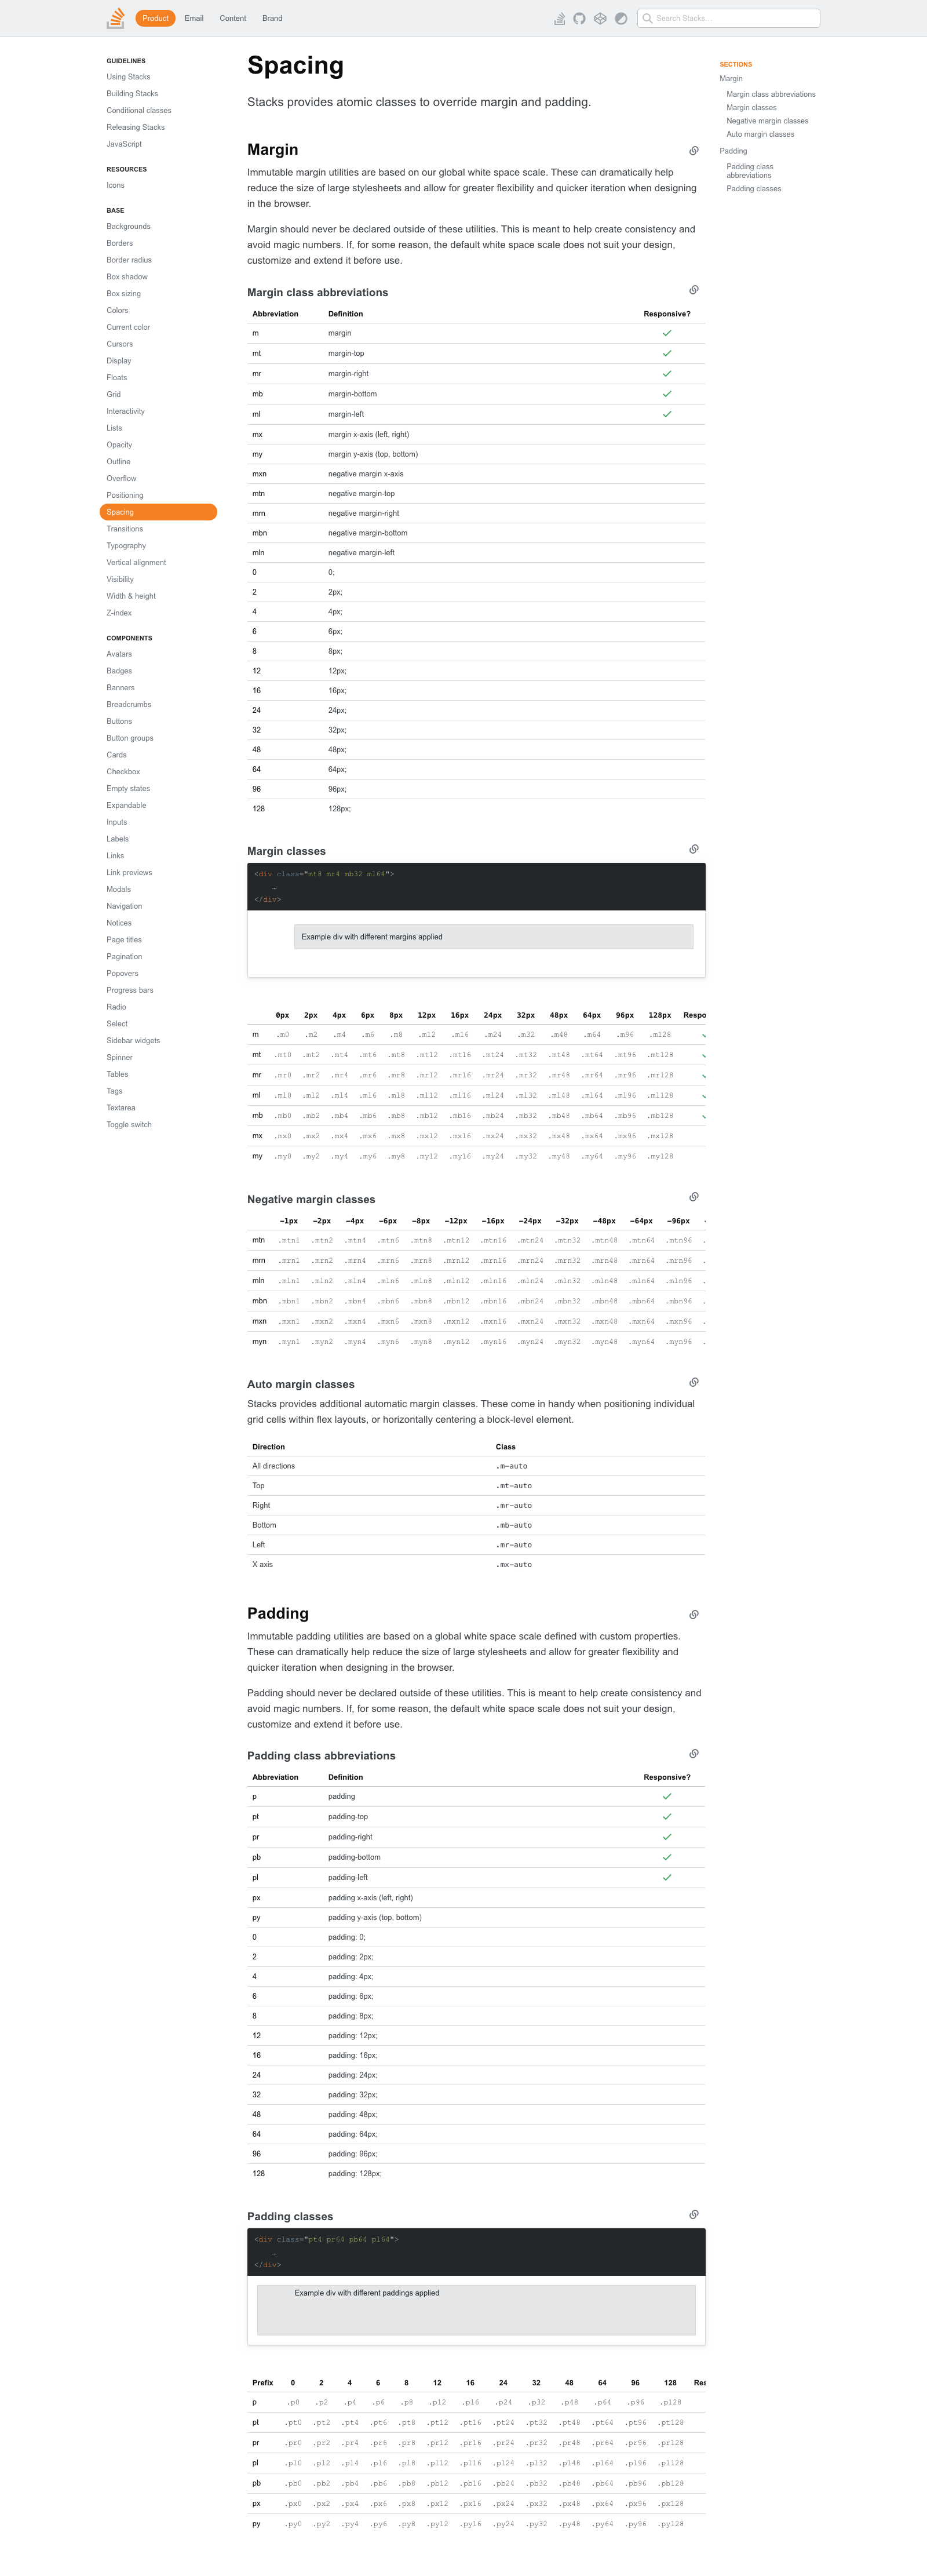 Product Email Content Brand
Search Stacks…
GUIDELINES
Using Stacks
Building Stacks
Conditional classes
Releasing Stacks
JavaScript
RESOURCES
Icons
BASE
Backgrounds
Borders
Border radius
Box shadow
Box sizing
Colors
Current color
Cursors
Display
Floats
Grid
Interactivity
Lists
Opacity
Outline
Overflow
Positioning
Spacing
Transitions
Typography
Vertical alignment
Visibility
Width & height
Z-index
COMPONENTS
Avatars
Badges
Banners
Breadcrumbs
Buttons
Button groups
Cards
Checkbox
Empty states
Expandable
Inputs
Labels
Links
Link previews
Modals
Navigation
Notices
Page titles
Pagination
Popovers
Progress bars
Radio
Select
Sidebar widgets
Spinner
Tables
Tags
Textarea
Toggle switch
Spacing
Stacks provides atomic classes to override margin and padding.
Margin
Immutable margin utilities are based on our global white space scale. These can dramatically help
reduce the size of large stylesheets and allow for greater flexibility and quicker iteration when designing
in the browser.
Margin should never be declared outside of these utilities. This is meant to help create consistency and
avoid magic numbers. If, for some reason, the default white space scale does not suit your design,
customize and extend it before use.
Margin class abbreviations
Abbreviation Definition Responsive?
m margin
mt margin-top
mr margin-right
mb margin-bottom
ml margin-left
mx margin x-axis (left, right)
my margin y-axis (top, bottom)
mxn negative margin x-axis
mtn negative margin-top
mrn negative margin-right
mbn negative margin-bottom
mln negative margin-left
0 0;
2 2px;
4 4px;
6 6px;
8 8px;
12 12px;
16 16px;
24 24px;
32 32px;
48 48px;
64 64px;
96 96px;
128 128px;
Margin classes
<div class="mt8 mr4 mb32 ml64">
…
</div>
Example div with different margins applied
0px 2px 4px 6px 8px 12px 16px 24px 32px 48px 64px 96px 128px Respo
m .m0 .m2 .m4 .m6 .m8 .m12 .m16 .m24 .m32 .m48 .m64 .m96 .m128
mt .mt0 .mt2 .mt4 .mt6 .mt8 .mt12 .mt16 .mt24 .mt32 .mt48 .mt64 .mt96 .mt128
mr .mr0 .mr2 .mr4 .mr6 .mr8 .mr12 .mr16 .mr24 .mr32 .mr48 .mr64 .mr96 .mr128
ml .ml0 .ml2 .ml4 .ml6 .ml8 .ml12 .ml16 .ml24 .ml32 .ml48 .ml64 .ml96 .ml128
mb .mb0 .mb2 .mb4 .mb6 .mb8 .mb12 .mb16 .mb24 .mb32 .mb48 .mb64 .mb96 .mb128
mx .mx0 .mx2 .mx4 .mx6 .mx8 .mx12 .mx16 .mx24 .mx32 .mx48 .mx64 .mx96 .mx128
my .my0 .my2 .my4 .my6 .my8 .my12 .my16 .my24 .my32 .my48 .my64 .my96 .my128
Negative margin classes
−1px −2px −4px −6px −8px −12px −16px −24px −32px −48px −64px −96px
mtn .mtn1 .mtn2 .mtn4 .mtn6 .mtn8 .mtn12 .mtn16 .mtn24 .mtn32 .mtn48 .mtn64 .mtn96
mrn .mrn1 .mrn2 .mrn4 .mrn6 .mrn8 .mrn12 .mrn16 .mrn24 .mrn32 .mrn48 .mrn64 .mrn96
mln .mln1 .mln2 .mln4 .mln6 .mln8 .mln12 .mln16 .mln24 .mln32 .mln48 .mln64 .mln96
mbn .mbn1 .mbn2 .mbn4 .mbn6 .mbn8 .mbn12 .mbn16 .mbn24 .mbn32 .mbn48 .mbn64 .mbn96
mxn .mxn1 .mxn2 .mxn4 .mxn6 .mxn8 .mxn12 .mxn16 .mxn24 .mxn32 .mxn48 .mxn64 .mxn96
myn .myn1 .myn2 .myn4 .myn6 .myn8 .myn12 .myn16 .myn24 .myn32 .myn48 .myn64 .myn96
Auto margin classes
Stacks provides additional automatic margin classes. These come in handy when positioning individual
grid cells within flex layouts, or horizontally centering a block-level element.
Direction Class
All directions .m-auto
Top .mt-auto
Right .mr-auto
Bottom .mb-auto
Left .mr-auto
X axis .mx-auto
Padding
Immutable padding utilities are based on a global white space scale defined with custom properties.
These can dramatically help reduce the size of large stylesheets and allow for greater flexibility and
quicker iteration when designing in the browser.
Padding should never be declared outside of these utilities. This is meant to help create consistency and
avoid magic numbers. If, for some reason, the default white space scale does not suit your design,
customize and extend it before use.
Padding class abbreviations
Abbreviation Definition Responsive?
p padding
pt padding-top
pr padding-right
pb padding-bottom
pl padding-left
px padding x-axis (left, right)
py padding y-axis (top, bottom)
0 padding: 0;
2 padding: 2px;
4 padding: 4px;
6 padding: 6px;
8 padding: 8px;
12 padding: 12px;
16 padding: 16px;
24 padding: 24px;
32 padding: 32px;
48 padding: 48px;
64 padding: 64px;
96 padding: 96px;
128 padding: 128px;
Padding classes
<div class="pt4 pr64 pb64 pl64">
…
</div>
Example div with different paddings applied
Prefix 0 2 4 6 8 12 16 24 32 48 64 96 128 Res
p .p0 .p2 .p4 .p6 .p8 .p12 .p16 .p24 .p32 .p48 .p64 .p96 .p128
pt .pt0 .pt2 .pt4 .pt6 .pt8 .pt12 .pt16 .pt24 .pt32 .pt48 .pt64 .pt96 .pt128
pr .pr0 .pr2 .pr4 .pr6 .pr8 .pr12 .pr16 .pr24 .pr32 .pr48 .pr64 .pr96 .pr128
pl .pl0 .pl2 .pl4 .pl6 .pl8 .pl12 .pl16 .pl24 .pl32 .pl48 .pl64 .pl96 .pl128
pb .pb0 .pb2 .pb4 .pb6 .pb8 .pb12 .pb16 .pb24 .pb32 .pb48 .pb64 .pb96 .pb128
px .px0 .px2 .px4 .px6 .px8 .px12 .px16 .px24 .px32 .px48 .px64 .px96 .px128
py .py0 .py2 .py4 .py6 .py8 .py12 .py16 .py24 .py32 .py48 .py64 .py96 .py128
SECTIONS
Margin
Margin class abbreviations
Margin classes
Negative margin classes
Auto margin classes
Padding
Padding class
abbreviations
Padding classes